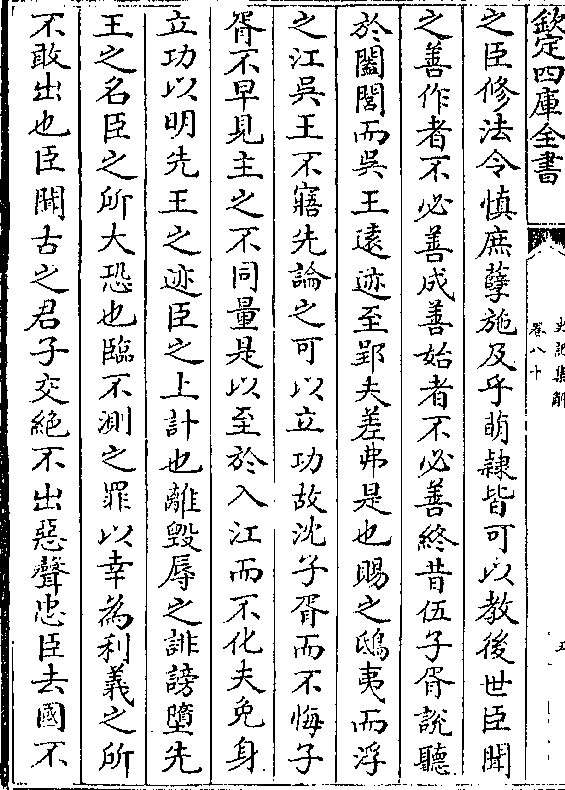 欽定四庫全書
史記集解
卷八十
五
之臣修法令慎庶孽施及乎萌隸皆可以教後世臣聞
之善作者不必善成善始者不必善終昔伍子胥說聽
於闔閭而吳王遠迹至郢夫差弗是也賜之鴟夷而浮
之江吳王不寤先論之可以立功故沈子胥而不悔子
胥不早見主之不同量是以至於入江而不化夫免身
立功以明先王之迹臣之上計也離毀辱之誹謗墮先
王之名臣之所大恐也臨不測之罪以幸為利義之所
不敢出也臣聞古之君子交絕不出惡聲忠臣去國不